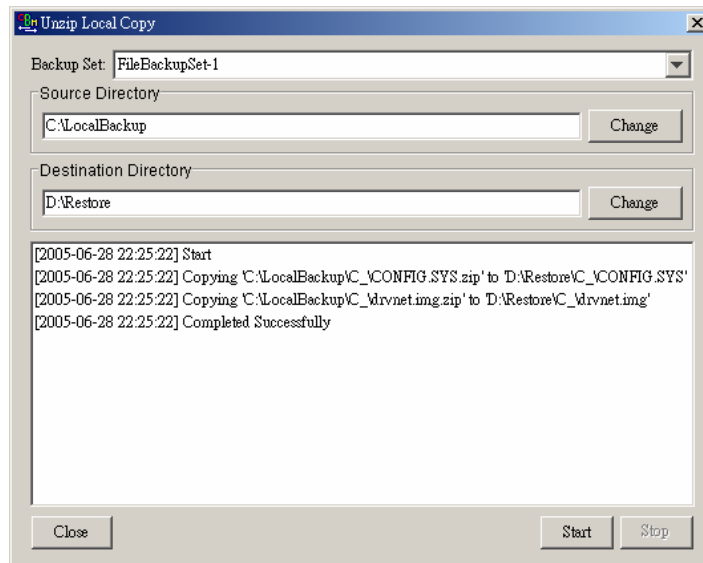 OBM Unzip Local Copy
Backup Set: FileBackupSet-1
Source Directory
C:\LocalBackup Change
Destination Directory
D:\Restore Change
[2005-06-28 22:25:22] Start
[2005-06-28 22:25:22] Copying 'C:\LocalBackup\C_\CONFIG.SYS.zip' to 'D:\Restore\C_\CONFIG.SYS'
[2005-06-28 22:25:22] Copying 'C:\LocalBackup\C_\drvnet.img.zip' to 'D:\Restore\C_\drvnet.img'
[2005-06-28 22:25:22] Completed Successfully
Close Start Stop